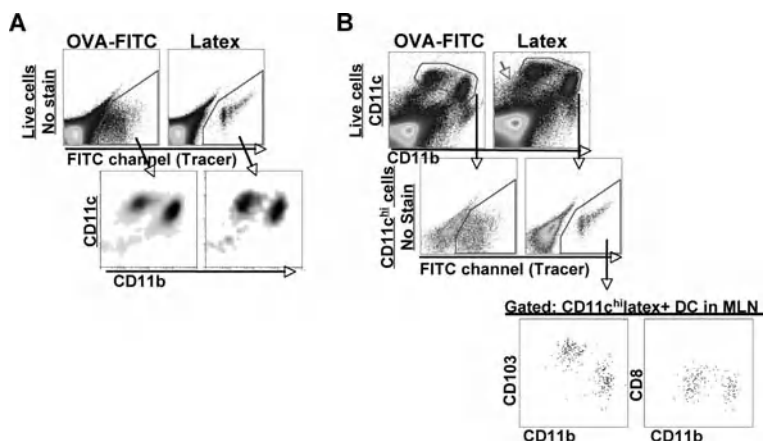 A
OVA-FITC
Latex
Live cells
No stain
FITC channel (Tracer)
CD11c
CD11b
B
OVA-FITC
Latex
Live cells
CD11c
CD11b
CD11cʰⁱ cells
No Stain
FITC channel (Tracer)
Gated: CD11cʰⁱlatex+ DC in MLN
CD103
CD11b
CD8
CD11b